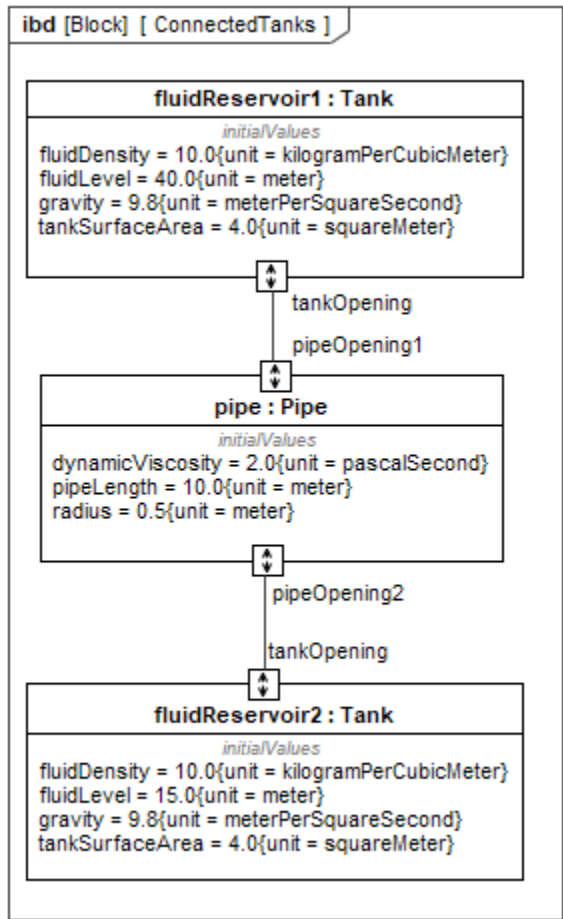 ibd [Block] [ ConnectedTanks ]
fluidReservoir1 : Tank
initialValues
fluidDensity = 10.0{unit = kilogramPerCubicMeter}
fluidLevel = 40.0{unit = meter}
gravity = 9.8{unit = meterPerSquareSecond}
tankSurfaceArea = 4.0{unit = squareMeter}
tankOpening
pipeOpening1
pipe : Pipe
initialValues
dynamicViscosity = 2.0{unit = pascalSecond}
pipeLength = 10.0{unit = meter}
radius = 0.5{unit = meter}
pipeOpening2
tankOpening
fluidReservoir2 : Tank
initialValues
fluidDensity = 10.0{unit = kilogramPerCubicMeter}
fluidLevel = 15.0{unit = meter}
gravity = 9.8{unit = meterPerSquareSecond}
tankSurfaceArea = 4.0{unit = squareMeter}